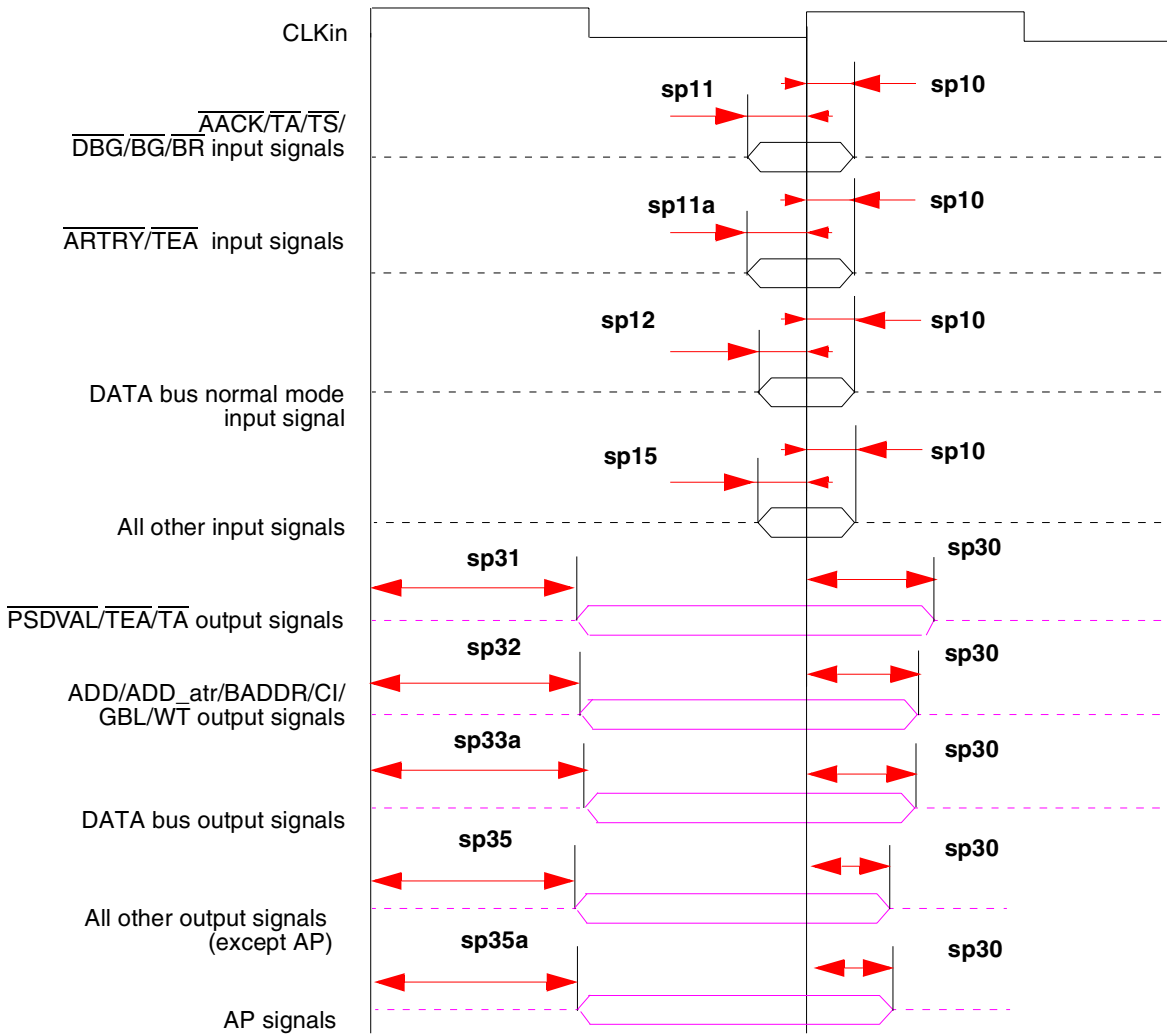 CLKin
sp11
sp10
AACK/TA/TS/
DBG/BG/BR input signals
sp11a
sp10
ARTRY/TEA input signals
sp12
sp10
DATA bus normal mode
input signal
sp15
sp10
All other input signals
sp31
sp30
PSDVAL/TEA/TA output signals
sp32
sp30
ADD/ADD_atr/BADDR/CI/
GBL/WT output signals
sp33a
sp30
DATA bus output signals
sp35
sp30
All other output signals
(except AP)
sp35a
sp30
AP signals